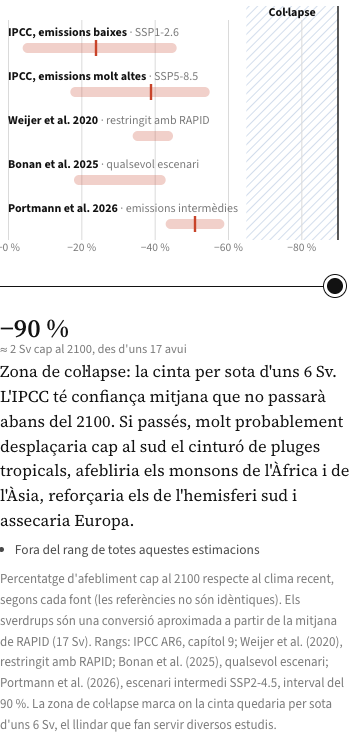 Col·lapse
IPCC, emissions baixes · SSP1-2.6
IPCC, emissions molt altes · SSP5-8.5
Weijer et al. 2020 · restringit amb RAPID
Bonan et al. 2025 · qualsevol escenari
Portmann et al. 2026 · emissions intermèdies
−0 %
−20 %
−40 %
−60 %
−80 %
−90 %
≈ 2 Sv cap al 2100, des d'uns 17 avui
Zona de col·lapse: la cinta per sota d'uns 6 Sv.
L'IPCC té confiança mitjana que no passarà
abans del 2100. Si passés, molt probablement
desplaçaria cap al sud el cinturó de pluges
tropicals, afebliria els monsons de l'Àfrica i de
l'Àsia, reforçaria els de l'hemisferi sud i
assecaria Europa.
• Fora del rang de totes aquestes estimacions
Percentatge d'afebliment cap al 2100 respecte al clima recent,
segons cada font (les referències no són idèntiques). Els
sverdrups són una conversió aproximada a partir de la mitjana
de RAPID (17 Sv). Rangs: IPCC AR6, capítol 9; Weijer et al. (2020),
restringit amb RAPID; Bonan et al. (2025), qualsevol escenari;
Portmann et al. (2026), escenari intermedi SSP2-4.5, interval del
90 %. La zona de col·lapse marca on la cinta quedaria per sota
d'uns 6 Sv, el llindar que fan servir diversos estudis.